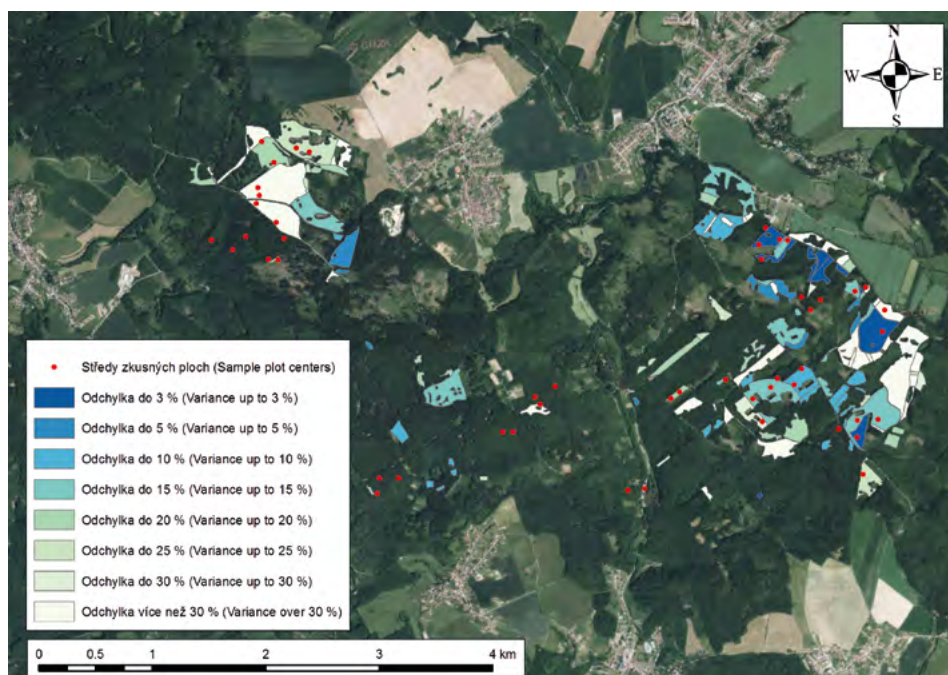 N
W E
S
Středy zkusných ploch (Sample plot centers)
Odchylka do 3 % (Variance up to 3 %)
Odchylka do 5 % (Variance up to 5 %)
Odchylka do 10 % (Variance up to 10 %)
Odchylka do 15 % (Variance up to 15 %)
Odchylka do 20 % (Variance up to 20 %)
Odchylka do 25 % (Variance up to 25 %)
Odchylka do 30 % (Variance up to 30 %)
Odchylka více než 30 % (Variance over 30 %)
0 0.5 1 2 3 4 km